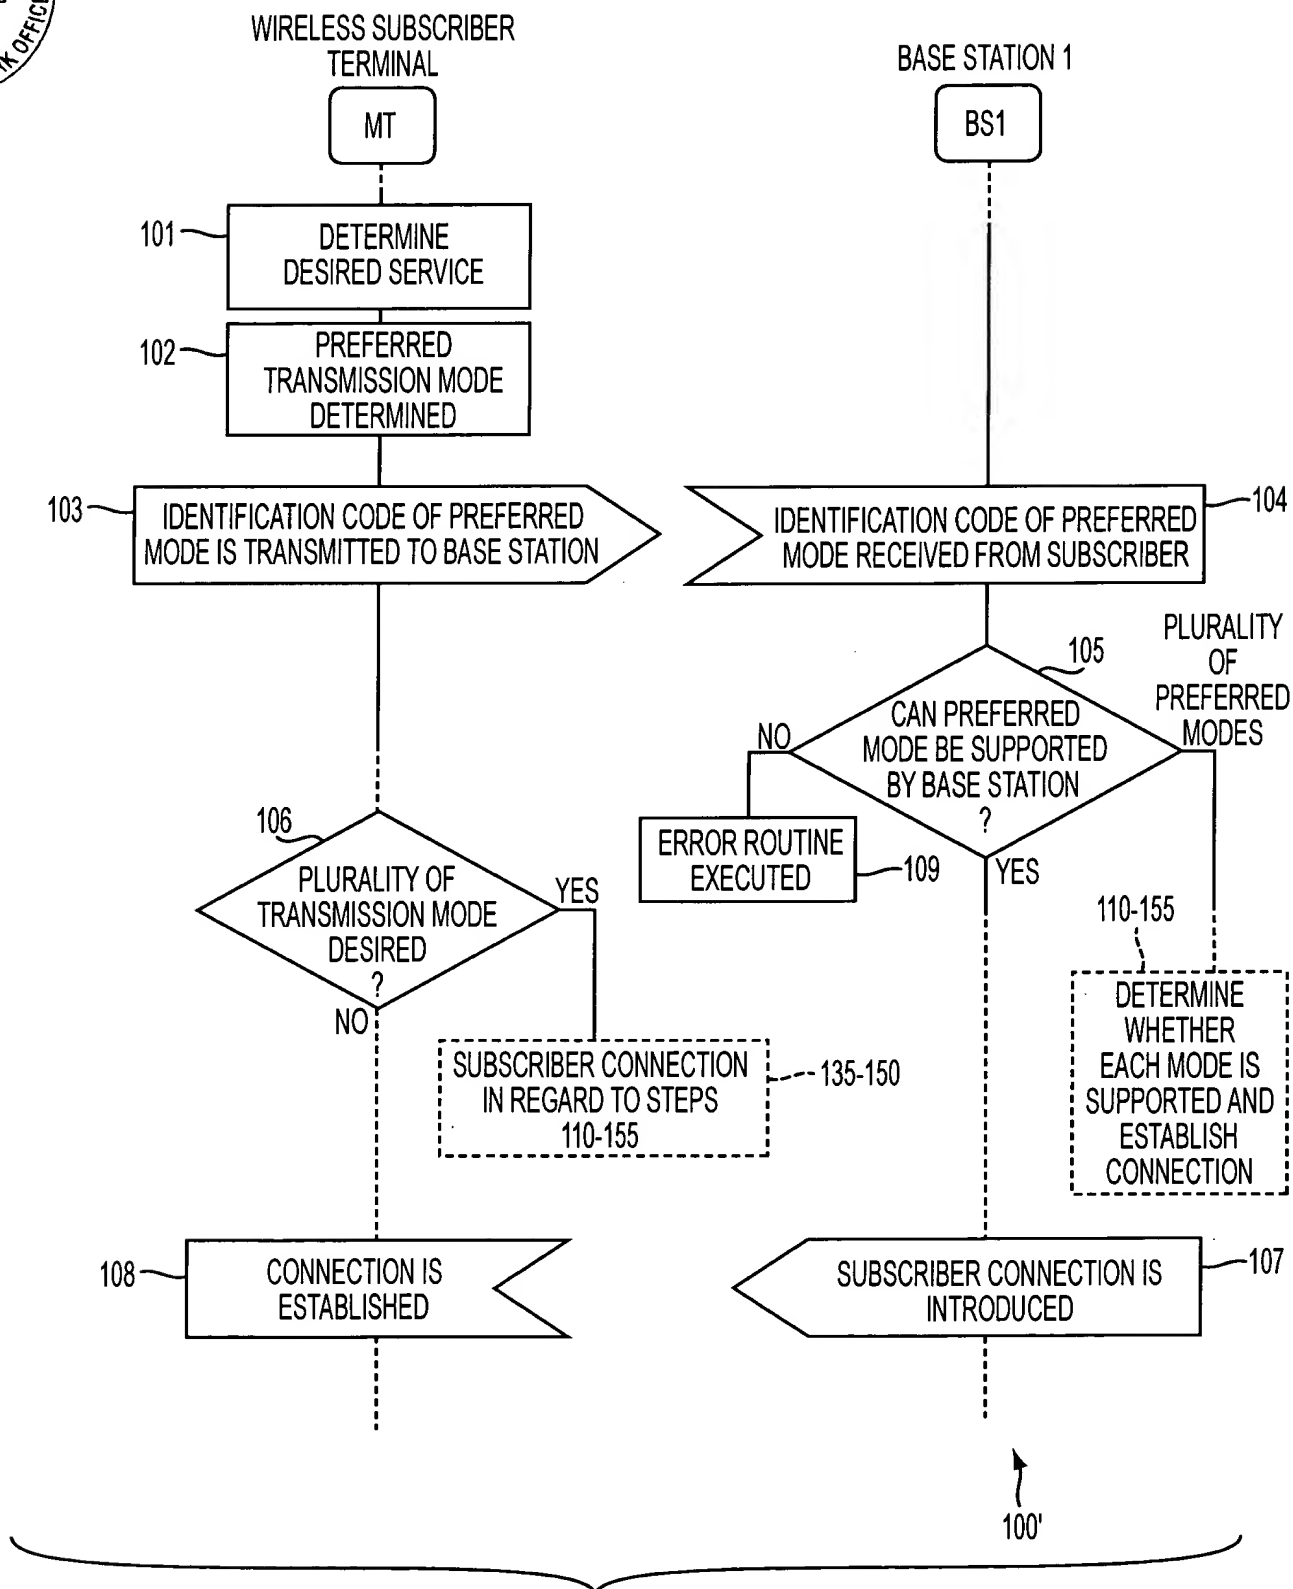 OFFICE
WIRELESS SUBSCRIBER
TERMINAL
MT
BASE STATION 1
BS1
101
DETERMINE
DESIRED SERVICE
102
PREFERRED
TRANSMISSION MODE
DETERMINED
103
IDENTIFICATION CODE OF PREFERRED
MODE IS TRANSMITTED TO BASE STATION
104
IDENTIFICATION CODE OF PREFERRED
MODE RECEIVED FROM SUBSCRIBER
105
PLURALITY
OF
PREFERRED
MODES
CAN PREFERRED
MODE BE SUPPORTED
BY BASE STATION
?
NO
YES
ERROR ROUTINE
EXECUTED
109
106
PLURALITY OF
TRANSMISSION MODE
DESIRED
?
YES
NO
110-155
DETERMINE
WHETHER
EACH MODE IS
SUPPORTED AND
ESTABLISH
CONNECTION
SUBSCRIBER CONNECTION
IN REGARD TO STEPS
110-155
135-150
108
CONNECTION IS
ESTABLISHED
107
SUBSCRIBER CONNECTION IS
INTRODUCED
100'